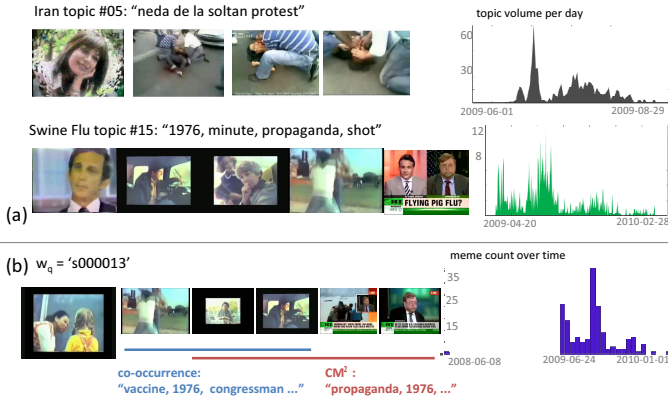 Iran topic #05: “neda de la soltan protest”
topic volume per day
60
30
2009-06-01
2009-08-29
Swine Flu topic #15: “1976, minute, propaganda, shot”
12
8
FLYING PIG FLU?
2009-04-20
2010-02-28
(a)
(b)
w_q = ‘s000013’
meme count over time
35
25
15
2008-06-08
2009-06-24
2010-01-01
co-occurrence:
“vaccine, 1976, congressman ...”
CM² :
“propaganda, 1976, ...”